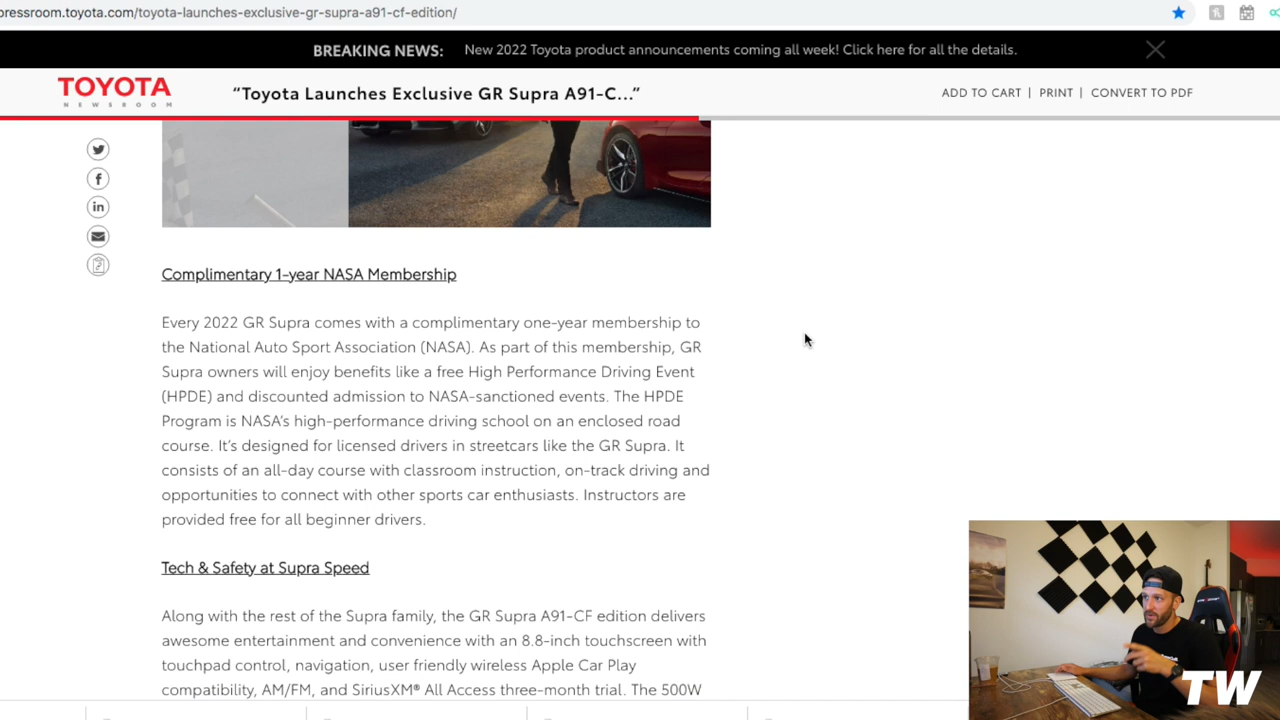 pressroom.toyota.com/toyota-launches-exclusive-gr-supra-a91-cf-edition/
BREAKING NEWS: New 2022 Toyota product announcements coming all week! Click here for all the details.
TOYOTA
NEWSROOM
“Toyota Launches Exclusive GR Supra A91-C...”
ADD TO CART | PRINT | CONVERT TO PDF
Complimentary 1-year NASA Membership
Every 2022 GR Supra comes with a complimentary one-year membership to
the National Auto Sport Association (NASA). As part of this membership, GR
Supra owners will enjoy benefits like a free High Performance Driving Event
(HPDE) and discounted admission to NASA-sanctioned events. The HPDE
Program is NASA’s high-performance driving school on an enclosed road
course. It’s designed for licensed drivers in streetcars like the GR Supra. It
consists of an all-day course with classroom instruction, on-track driving and
opportunities to connect with other sports car enthusiasts. Instructors are
provided free for all beginner drivers.
Tech & Safety at Supra Speed
Along with the rest of the Supra family, the GR Supra A91-CF edition delivers
awesome entertainment and convenience with an 8.8-inch touchscreen with
touchpad control, navigation, user friendly wireless Apple Car Play
compatibility, AM/FM, and SiriusXM® All Access three-month trial. The 500W
TW